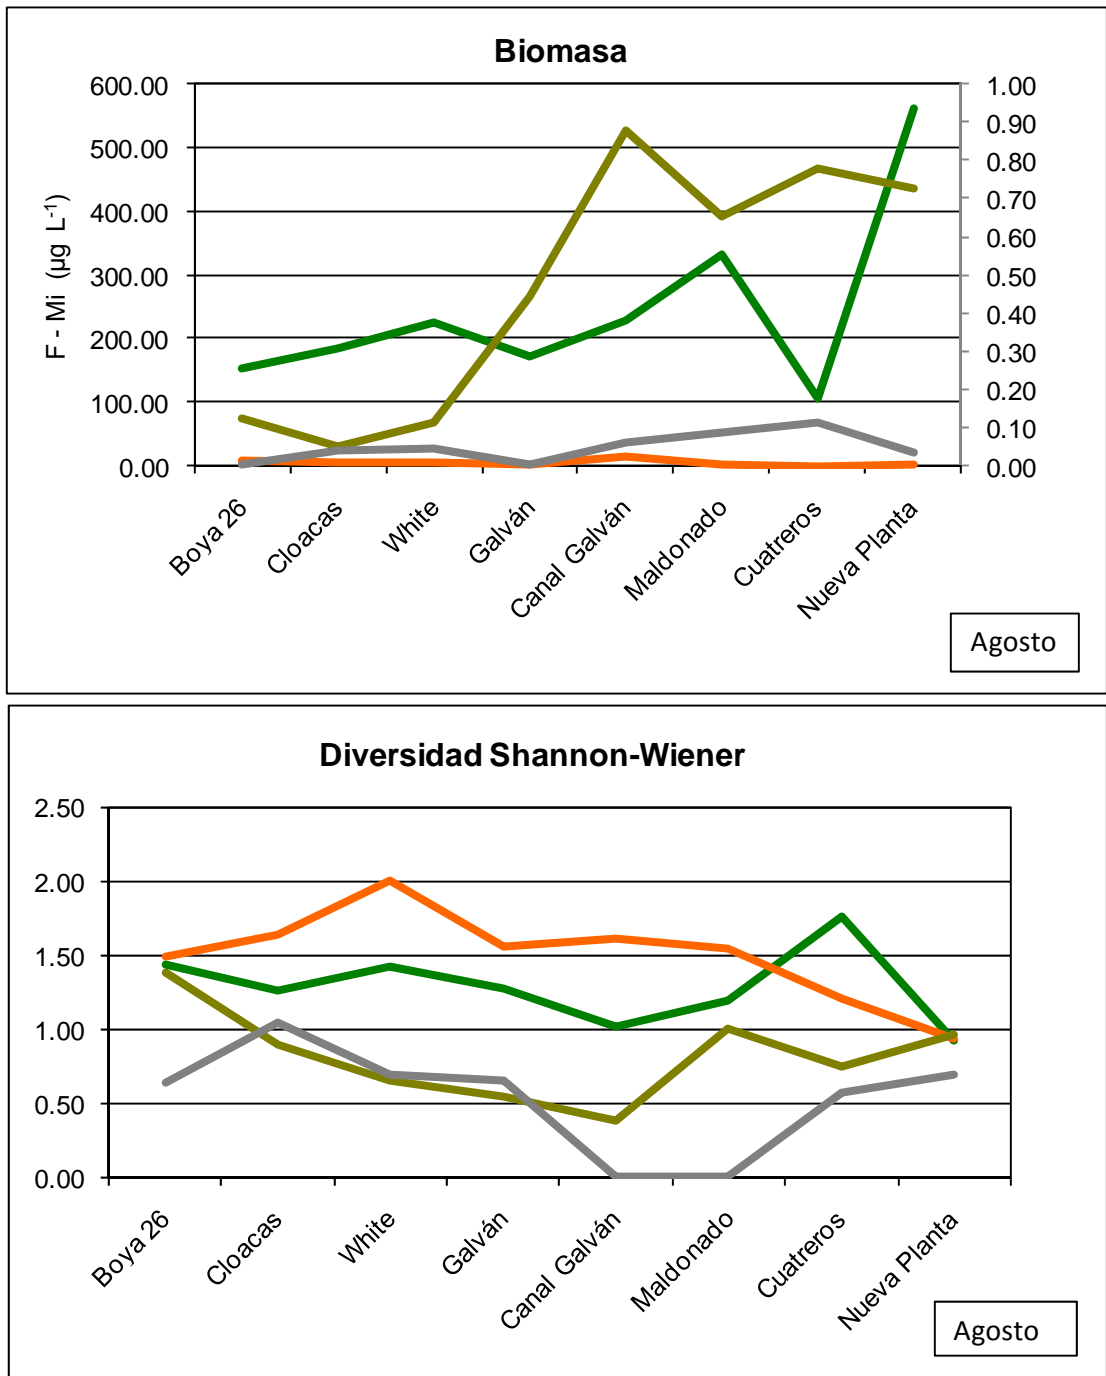 Biomasa
600.00
500.00
400.00
300.00
200.00
100.00
0.00
F - Mi (µg L-1)
1.00
0.90
0.80
0.70
0.60
0.50
0.40
0.30
0.20
0.10
0.00
Boya 26
Cloacas
White
Galván
Canal Galván
Maldonado
Cuatreros
Nueva Planta
Agosto
Diversidad Shannon-Wiener
2.50
2.00
1.50
1.00
0.50
0.00
Boya 26
Cloacas
White
Galván
Canal Galván
Maldonado
Cuatreros
Nueva Planta
Agosto